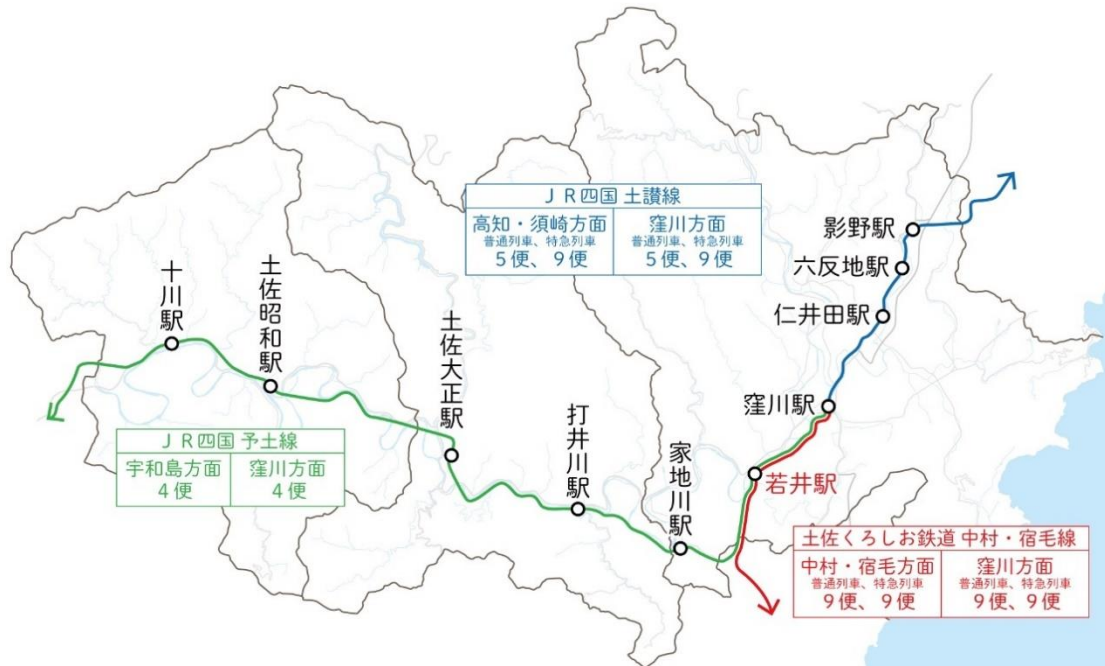 JR四国 土讃線
高知・須崎方面
普通列車、特急列車
5便、9便
窪川方面
普通列車、特急列車
5便、9便
影野駅
六反地駅
仁井田駅
窪川駅
若井駅
十川駅
土佐昭和駅
土佐大正駅
打井川駅
家地川駅
JR四国 予土線
宇和島方面
4便
窪川方面
4便
土佐くろしお鉄道 中村・宿毛線
中村・宿毛方面
普通列車、特急列車
9便、9便
窪川方面
普通列車、特急列車
9便、9便